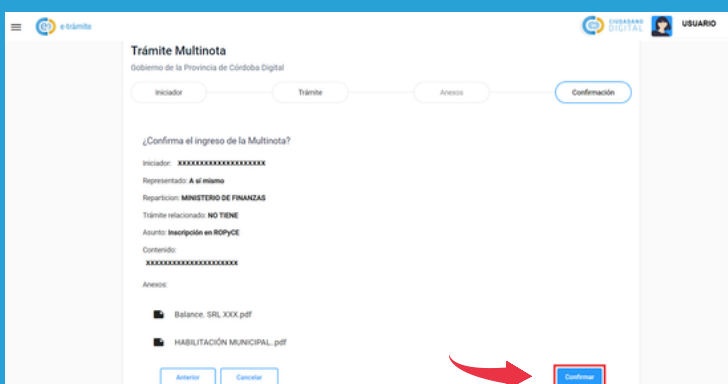 e-trámite
CIUDADANO
DIGITAL
USUARIO
Trámite Multinota
Gobierno de la Provincia de Córdoba Digital
Iniciador
Trámite
Anexos
Confirmación
¿Confirma el ingreso de la Multinota?
Iniciador: xxxxxxxxxxxxxxxxxxxx
Representado: A sí mismo
Reparticion: MINISTERIO DE FINANZAS
Trámite relacionado: NO TIENE
Asunto: Inscripción en ROPyCE
Contenido:
xxxxxxxxxxxxxxxxxxxxx
Anexos:
Balance. SRL XXX.pdf
HABILITACIÓN MUNICIPAL. pdf
Anterior
Cancelar
Confirmar